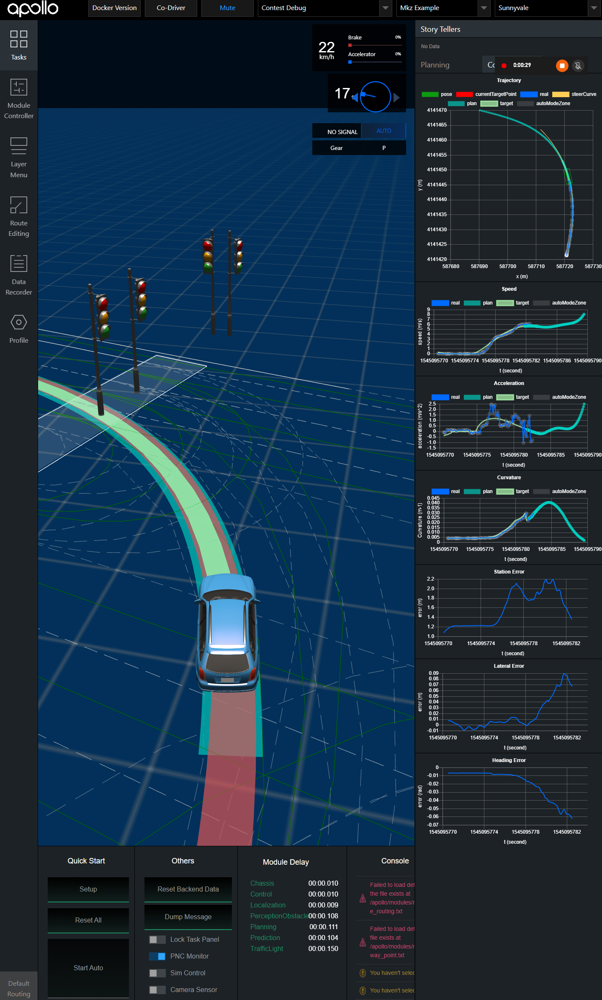 apollo
Docker Version
Co-Driver
Mute
Contest Debug
Mkz Example
Sunnyvale
Tasks
Module
Controller
Layer
Menu
Route
Editing
Data
Recorder
Profile
Default
Routing
22
km/h
Brake 0%
Accelerator 0%
17
NO SIGNAL AUTO
Gear P
Story Tellers
No Data
Planning
0:00:29
Trajectory
pose currentTargetPoint real steerCurve
plan target autoModeZone
4141470
4141465
4141460
4141455
4141450
4141445
4141440
4141435
4141430
4141425
4141420
y (m)
587680 587690 587700 587710 587720 587730
x (m)
Speed
real plan target autoModeZone
9
8
7
6
5
4
3
2
1
0
speed (m/s)
1545095770 1545095774 1545095778 1545095782 1545095786 1545095790
t (second)
Acceleration
real plan target autoModeZone
2.5
2.0
1.5
1.0
0.5
0
-0.5
-1.0
-1.5
acceleration (m/s^2)
1545095770 1545095775 1545095780 1545095785 1545095790
t (second)
Curvature
real plan target autoModeZone
0.045
0.040
0.035
0.030
0.025
0.020
0.015
0.010
0.005
0
Curvature (m-1)
1545095770 1545095775 1545095780 1545095785 1545095790
t (second)
Station Error
2.2
2.0
1.8
1.6
1.4
1.2
1.0
error (m)
1545095770 1545095774 1545095778 1545095782
t (second)
Lateral Error
0.09
0.08
0.07
0.06
0.05
0.04
0.03
0.02
0.01
0
-0.01
error (m)
1545095770 1545095774 1545095778 1545095782
t (second)
Heading Error
0
-0.01
-0.02
-0.03
-0.04
-0.05
-0.06
-0.07
error (rad)
1545095770 1545095774 1545095778 1545095782
t (second)
Quick Start
Setup
Reset All
Start Auto
Others
Reset Backend Data
Dump Message
Lock Task Panel
PNC Monitor
Sim Control
Camera Sensor
Module Delay
Chassis 00:00.010
Control 00:00.010
Localization 00:00.009
PerceptionObstacle 00:00.108
Planning 00:00.111
Prediction 00:00.104
TrafficLight 00:00.150
Console
Failed to load def
the file exists at
/apollo/modules/r
e_routing.txt
Failed to load def
file exists at
/apollo/modules/r
way_point.txt
You haven't selec
You haven't selec